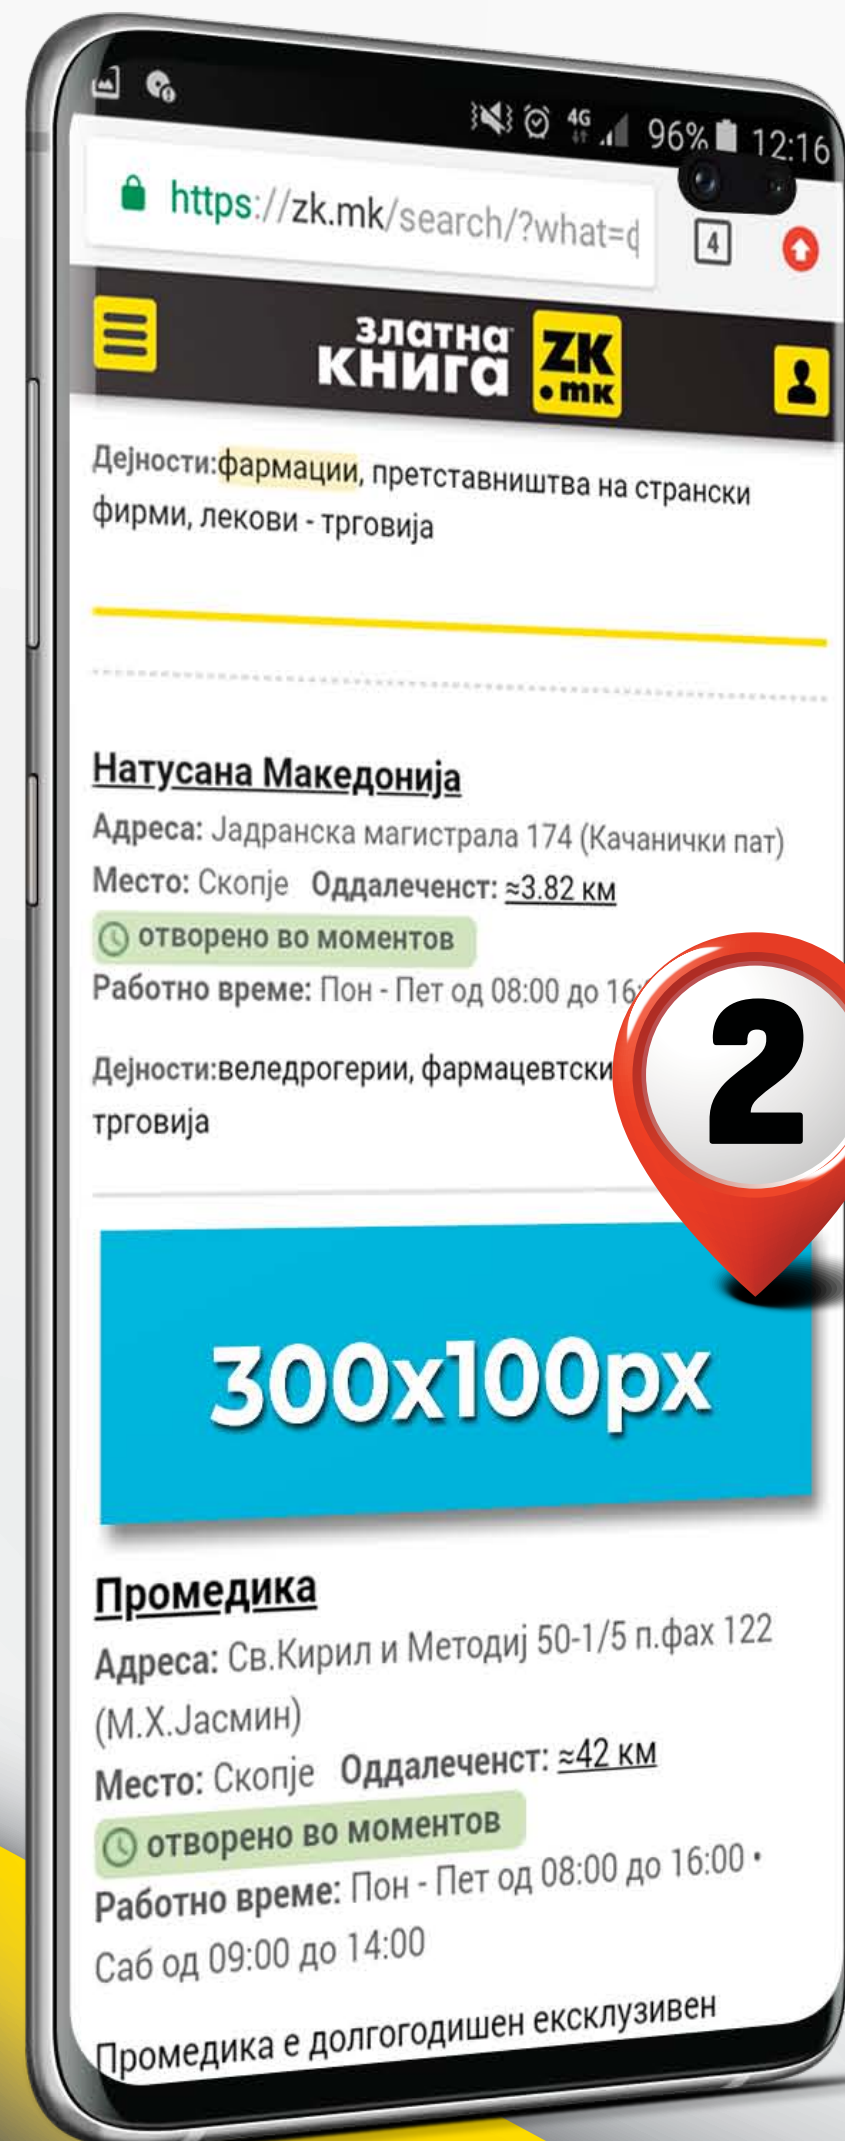 4G 96% 12:16
https://zk.mk/search/?what=
4
златна
книга
ZK
.mk
Дејности:фармации, претставништва на странски
фирми, лекови - трговија
Натусана Македонија
Адреса: Јадранска магистрала 174 (Качанички пат)
Место: Скопје Оддалеченст: ≈3.82 км
отворено во моментов
Работно време: Пон - Пет од 08:00 до 16:
2
Дејности:веледрогерии, фармацевтски
трговија
300x100px
Промедика
Адреса: Св.Кирил и Методиј 50-1/5 п.фах 122
(М.Х.Јасмин)
Место: Скопје Оддалеченст: ≈42 км
отворено во моментов
Работно време: Пон - Пет од 08:00 до 16:00 •
Саб од 09:00 до 14:00
Промедика е долгогодишен ексклузивен